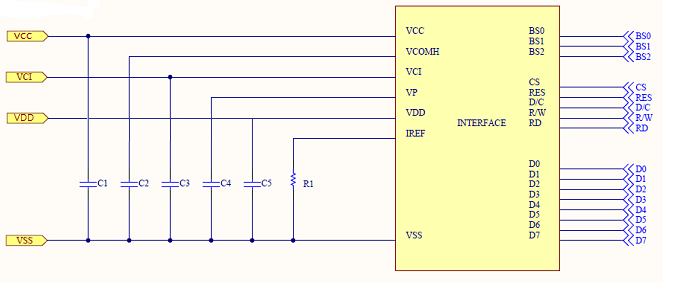 VCC VCC BS0 BS0
BS1 BS1
VCOMH BS2 BS2
VCI VCI
CS CS
VP RES RES
D/C D/C
VDD VDD R/W R/W
INTERFACE RD RD
IREF
D0 D0
D1 D1
C1 C2 C3 C4 C5 R1 D2 D2
D3 D3
D4 D4
D5 D5
D6 D6
VSS VSS D7 D7